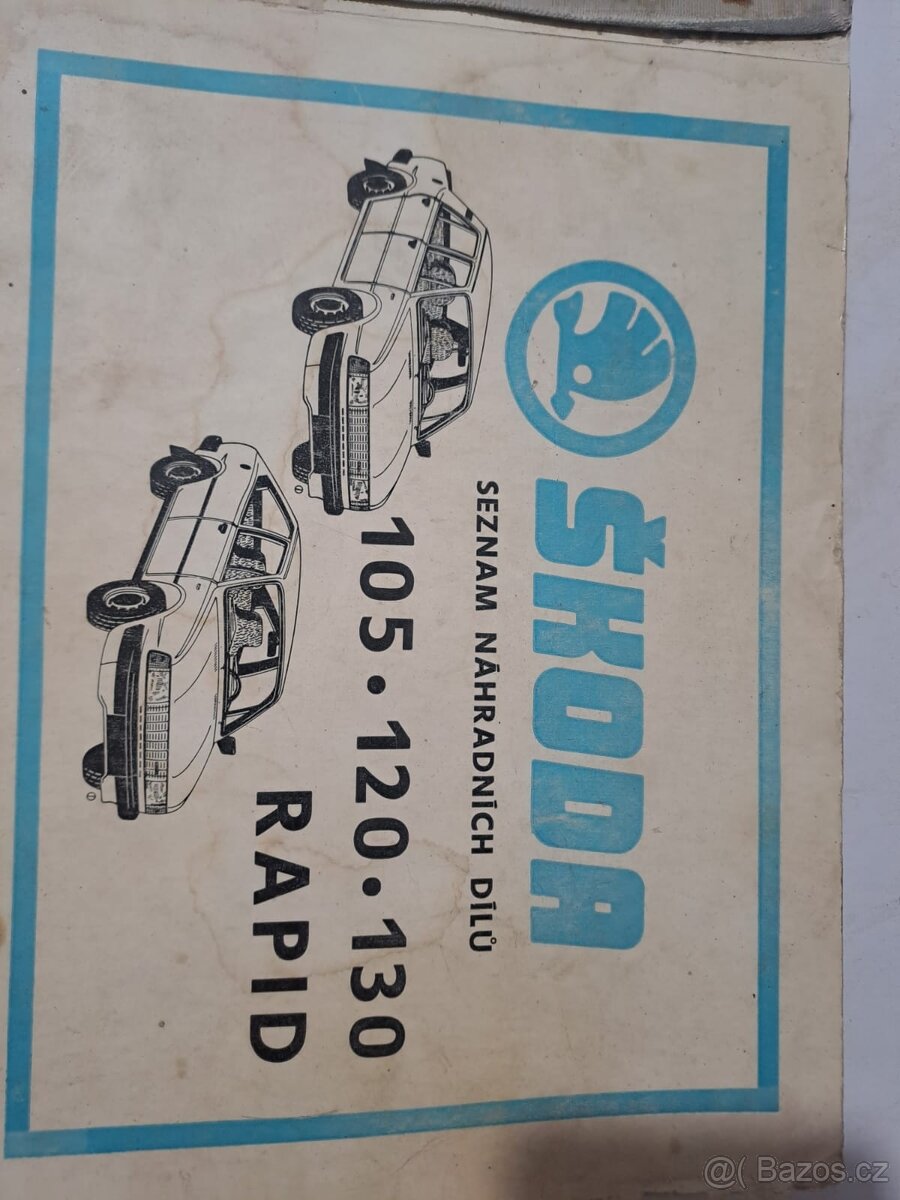 ŠKODA
SEZNAM NÁHRADNÍCH DÍLŮ
105 • 120 • 130
RAPID
@( Bazos.cz